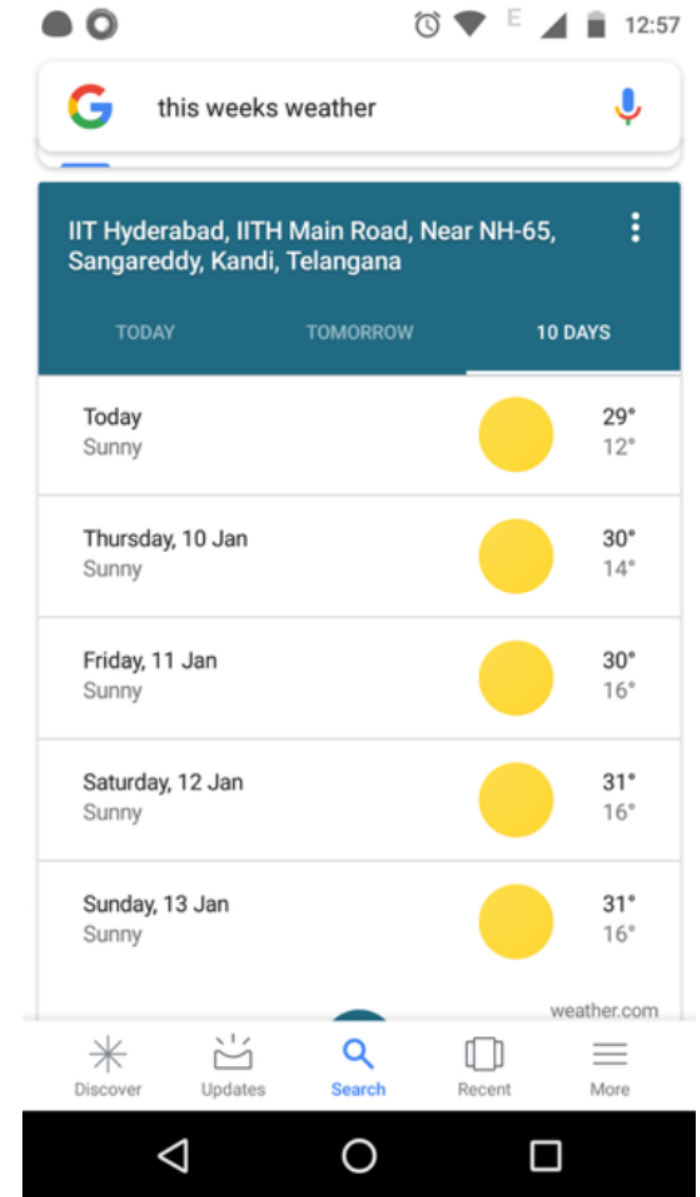 E 12:57
this weeks weather
IIT Hyderabad, IITH Main Road, Near NH-65,
Sangareddy, Kandi, Telangana
TODAY TOMORROW 10 DAYS
Today 29°
Sunny 12°
Thursday, 10 Jan 30°
Sunny 14°
Friday, 11 Jan 30°
Sunny 16°
Saturday, 12 Jan 31°
Sunny 16°
Sunday, 13 Jan 31°
Sunny 16°
weather.com
Discover Updates Search Recent More